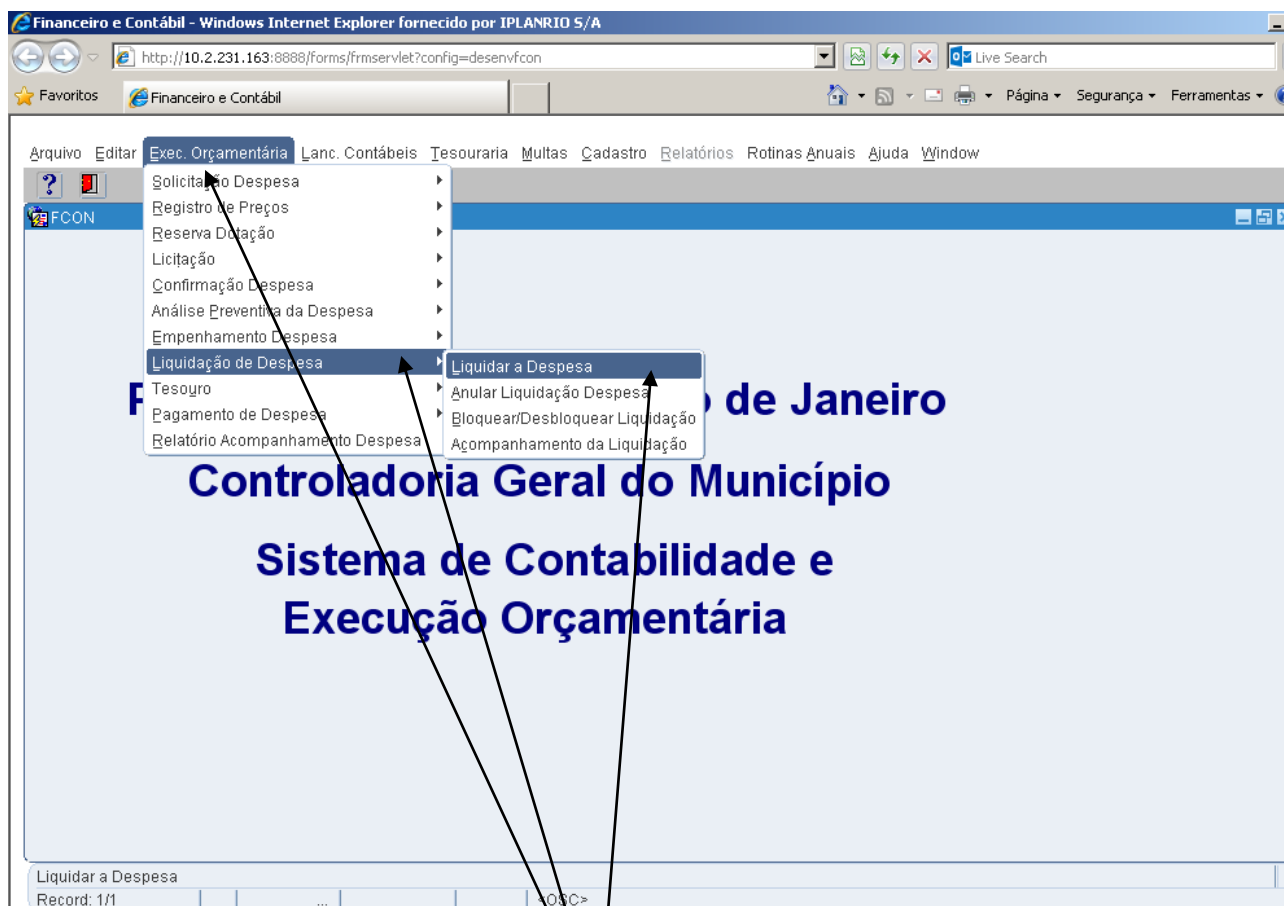 Financeiro e Contábil - Windows Internet Explorer fornecido por IPLANRIO S/A
http://10.2.231.163:8888/forms/frmservlet?config=desenvfcon
Live Search
Favoritos Financeiro e Contábil Página Segurança Ferramentas
Arquivo Editar Exec. Orçamentária Lanc. Contábeis Tesouraria Multas Cadastro Relatórios Rotinas Anuais Ajuda Window
FCON
Solicitação Despesa
Registro de Preços
Reserva Dotação
Licitação
Confirmação Despesa
Análise Preventiva da Despesa
Empenhamento Despesa
Liquidação de Despesa
Tesouro
Pagamento de Despesa
Relatório Acompanhamento Despesa
Liquidar a Despesa
Anular Liquidação Despesa
Bloquear/Desbloquear Liquidação
Acompanhamento da Liquidação
de Janeiro
Controladoria Geral do Município
Sistema de Contabilidade e
Execução Orçamentária
Liquidar a Despesa
Record: 1/1 ... <OSC>